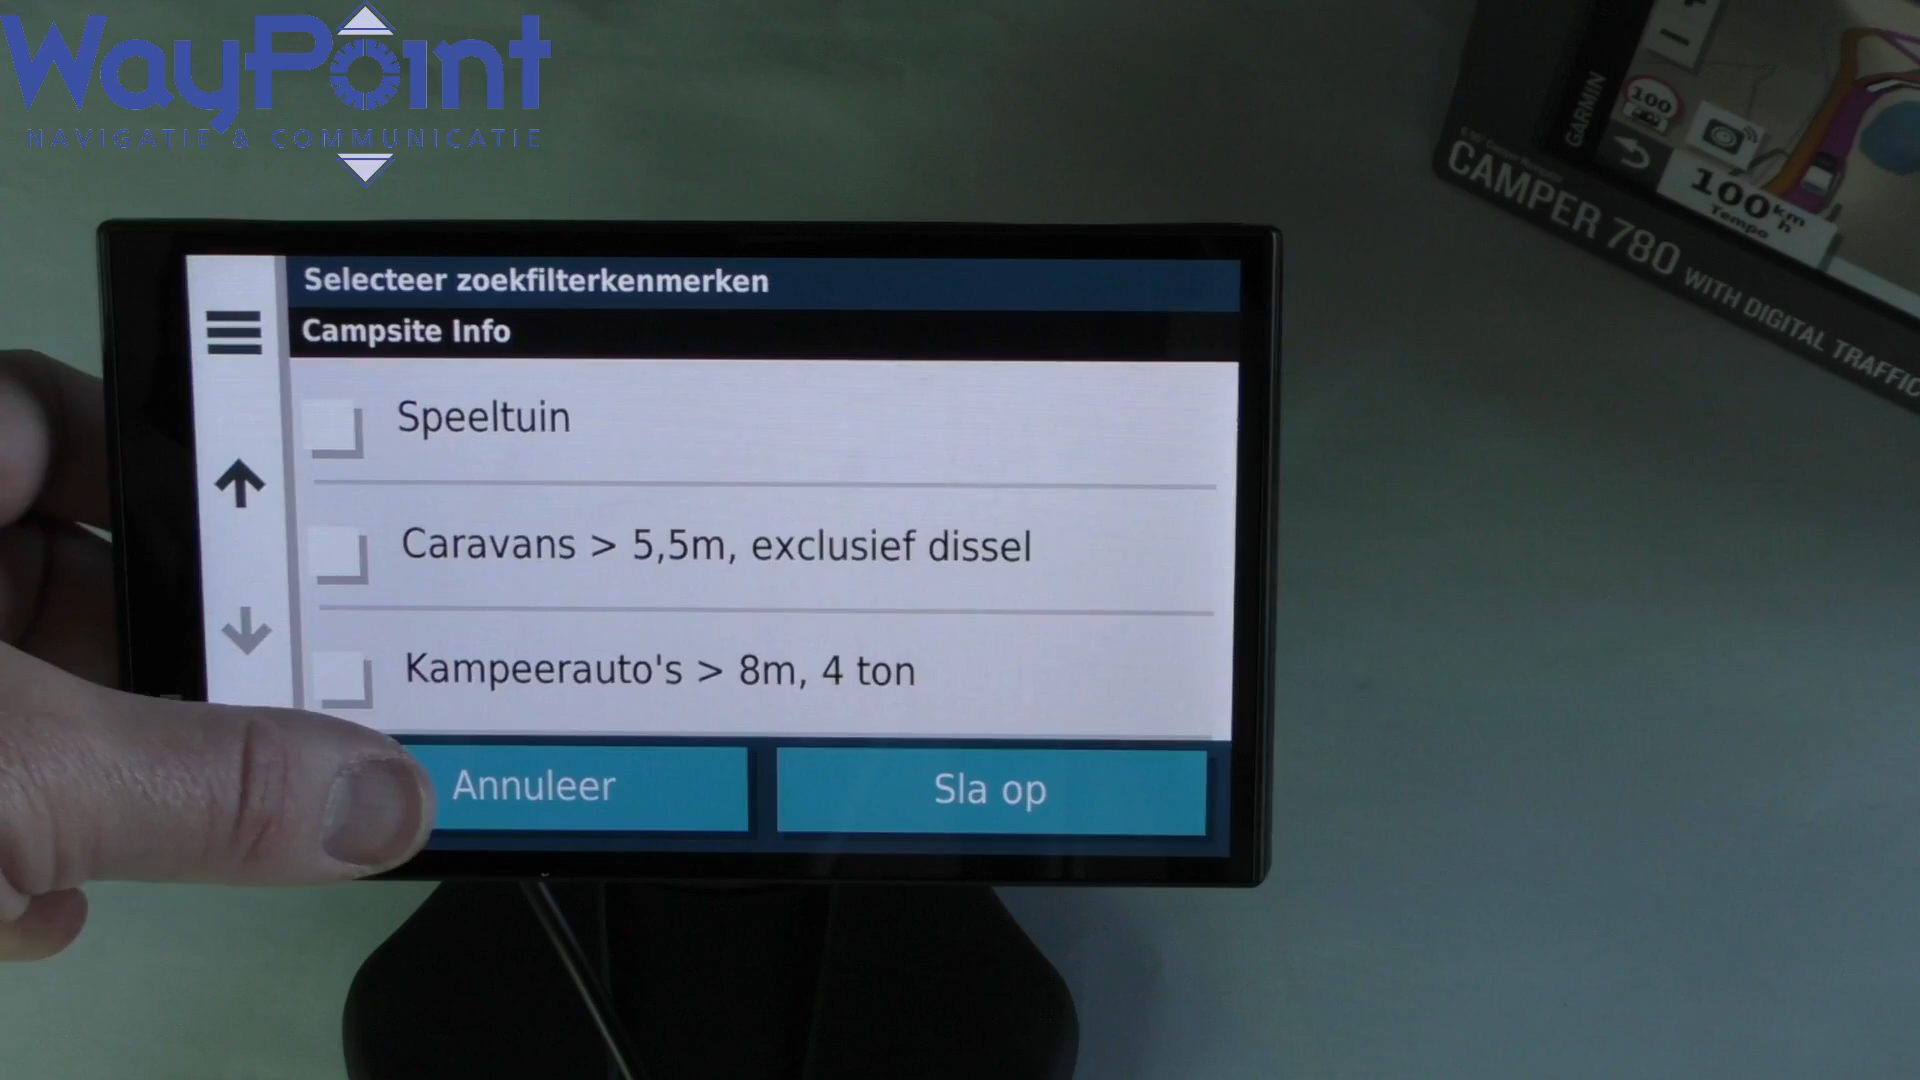 WayPoint
NAVIGATIE & COMMUNICATIE
Selecteer zoekfilterkenmerken
Campsite Info
Speeltuin
Caravans > 5,5m, exclusief dissel
Kampeerauto's > 8m, 4 ton
Annuleer
Sla op
GARMIN
100
100 km/h
Tempo
CAMPER 780 WITH DIGITAL TRAFFIC